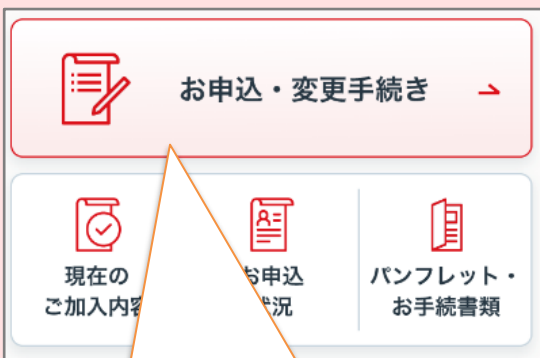 お申込・変更手続き
現在の
ご加入内容
お申込
状況
パンフレット・
お手続書類